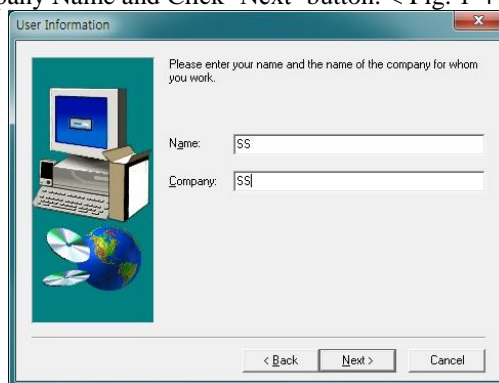 pany Name and Click "Next" button. < Fig. 1-4
User Information
Please enter your name and the name of the company for whom
you work.
Name: SS
Company: SS
< Back Next > Cancel